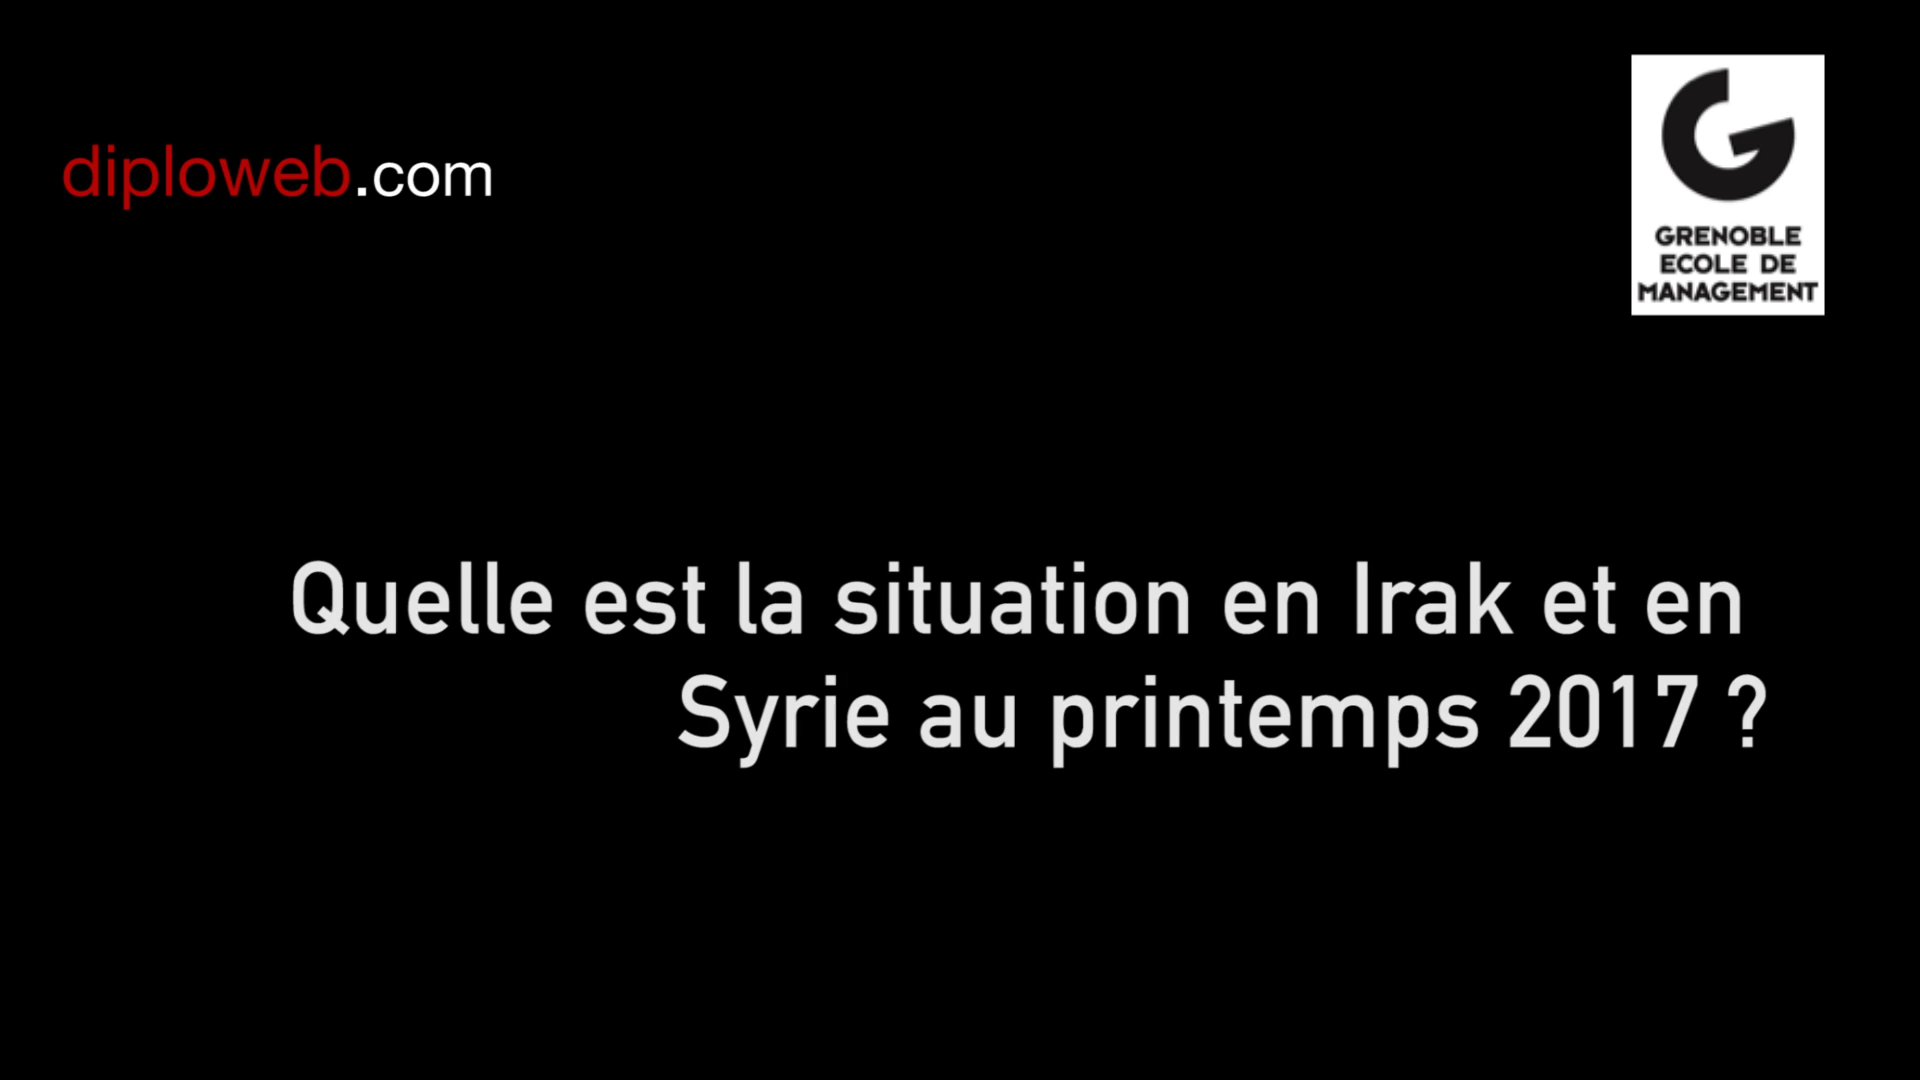 diploweb.com
GRENOBLE
ECOLE DE
MANAGEMENT
Quelle est la situation en Irak et en
Syrie au printemps 2017 ?